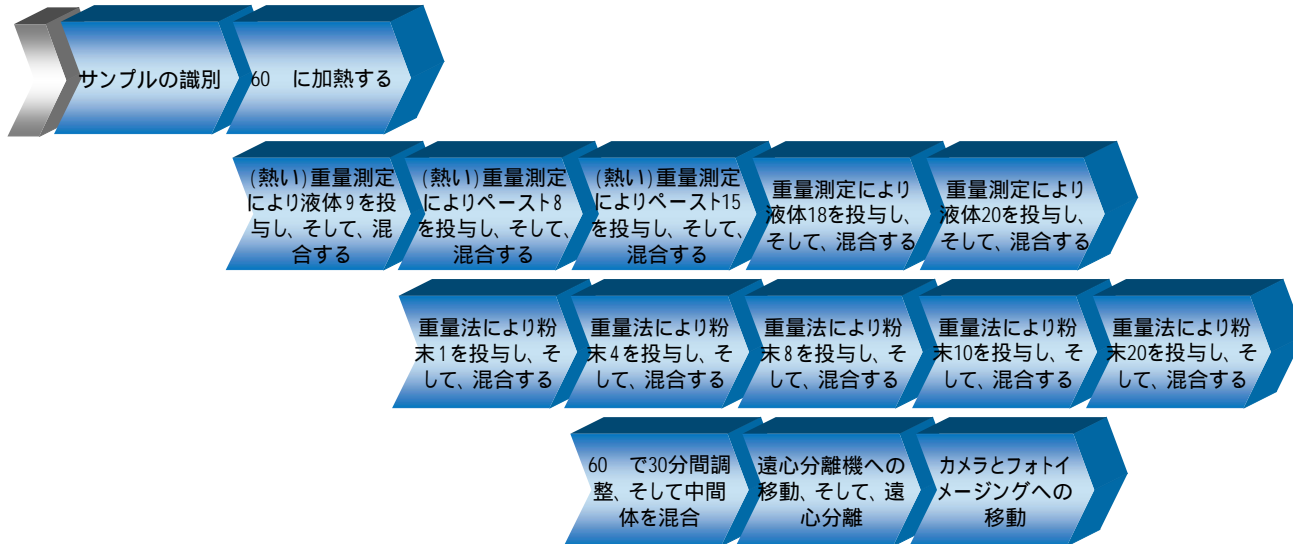 サンプルの識別
60　に加熱する
(熱い)重量測定
により液体9を投
与し、そして、混
合する
(熱い)重量測定
によりペースト8
を投与し、そして、
混合する
(熱い)重量測定
によりペースト15
を投与し、そして、
混合する
重量測定により
液体18を投与し、
そして、混合する
重量測定により
液体20を投与し、
そして、混合する
重量法により粉
末1を投与し、そ
して、混合する
重量法により粉
末4を投与し、そ
して、混合する
重量法により粉
末8を投与し、そ
して、混合する
重量法により粉
末10を投与し、そ
して、混合する
重量法により粉
末20を投与し、そ
して、混合する
60　で30分間調
整、そして中間
体を混合
遠心分離機への
移動、そして、遠
心分離
カメラとフォトイ
メージングへの
移動